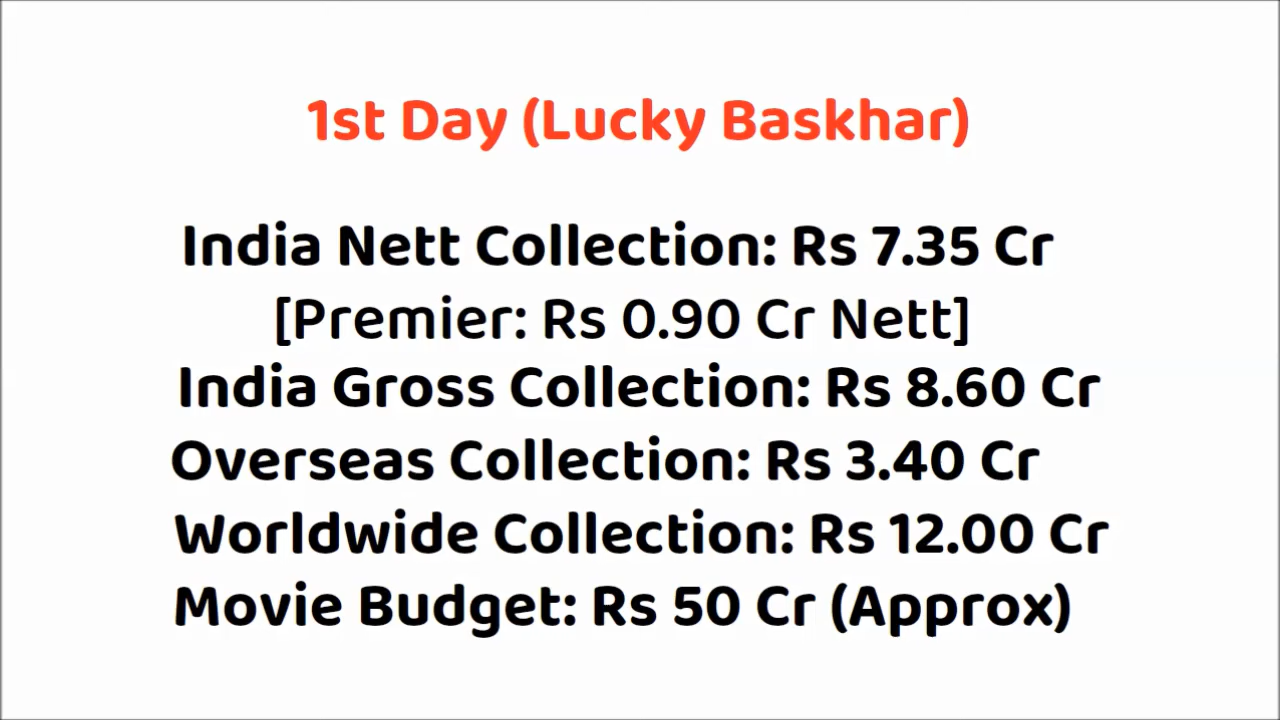 1st Day (Lucky Baskhar)
India Nett Collection: Rs 7.35 Cr
[Premier: Rs 0.90 Cr Nett]
India Gross Collection: Rs 8.60 Cr
Overseas Collection: Rs 3.40 Cr
Worldwide Collection: Rs 12.00 Cr
Movie Budget: Rs 50 Cr (Approx)